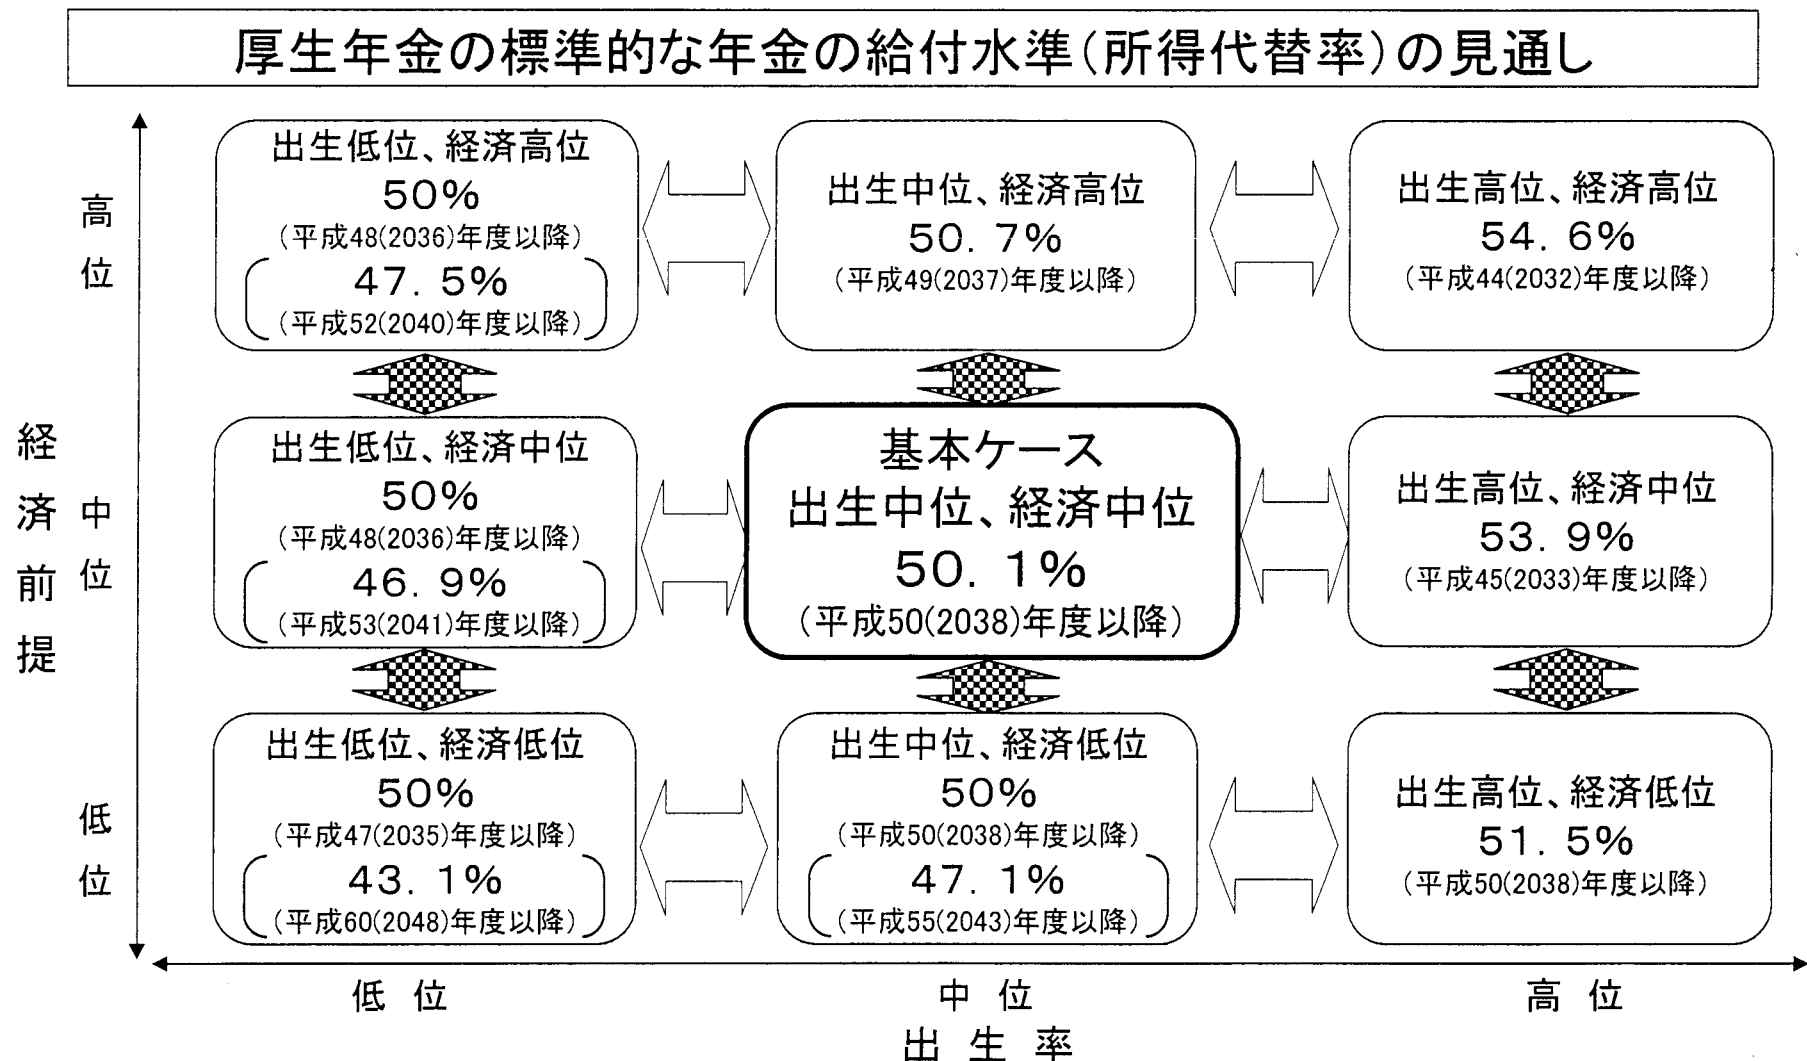 厚生年金の標準的な年金の給付水準(所得代替率)の見通し
経済前提
高位
出生低位、経済高位
50%
(平成48(2036)年度以降)
47.5%
(平成52(2040)年度以降)
出生中位、経済高位
50.7%
(平成49(2037)年度以降)
出生高位、経済高位
54.6%
(平成44(2032)年度以降)
中位
出生低位、経済中位
50%
(平成48(2036)年度以降)
46.9%
(平成53(2041)年度以降)
基本ケース
出生中位、経済中位
50.1%
(平成50(2038)年度以降)
出生高位、経済中位
53.9%
(平成45(2033)年度以降)
低位
出生低位、経済低位
50%
(平成47(2035)年度以降)
43.1%
(平成60(2048)年度以降)
出生中位、経済低位
50%
(平成50(2038)年度以降)
47.1%
(平成55(2043)年度以降)
出生高位、経済低位
51.5%
(平成50(2038)年度以降)
低位
中位
高位
出生率